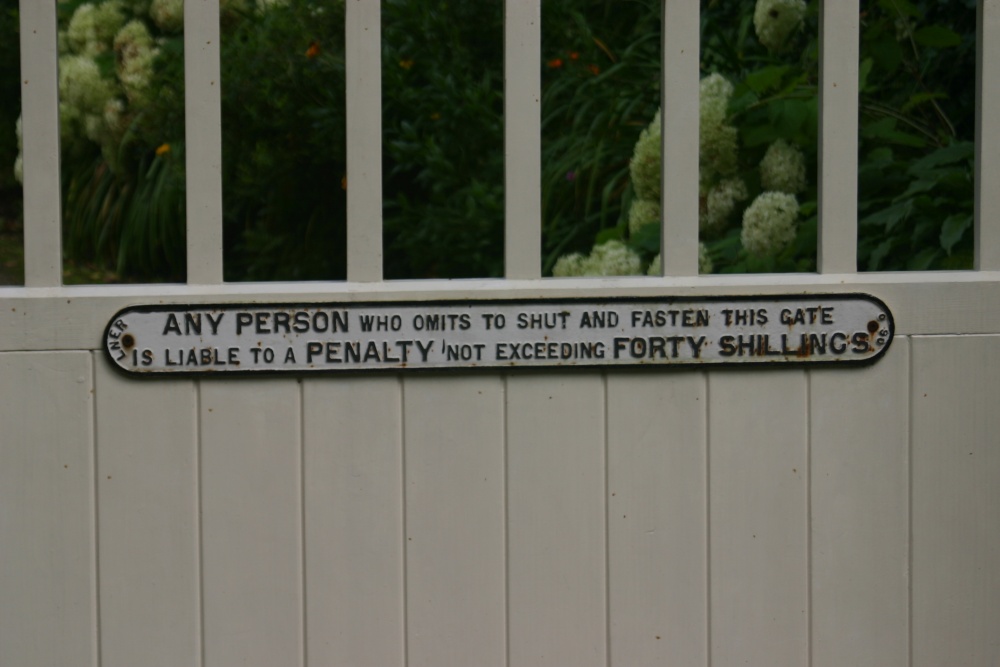 LNER
ANY PERSON WHO OMITS TO SHUT AND FASTEN THIS GATE
IS LIABLE TO A PENALTY NOT EXCEEDING FORTY SHILLINGS